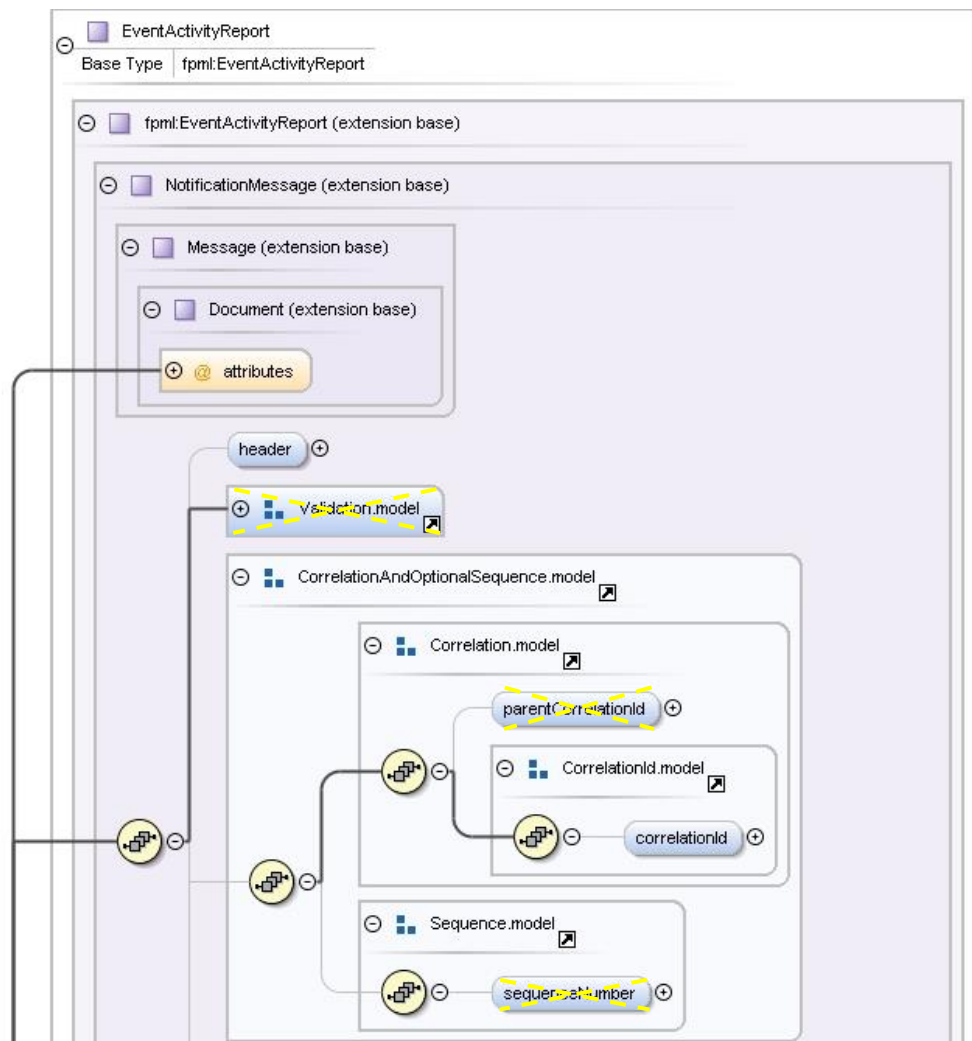 EventActivityReport
Base Type fpml:EventActivityReport
fpml:EventActivityReport (extension base)
NotificationMessage (extension base)
Message (extension base)
Document (extension base)
@ attributes
header
Validation.model
CorrelationAndOptionalSequence.model
Correlation.model
parentCorrelationId
CorrelationId.model
correlationId
Sequence.model
sequenceNumber